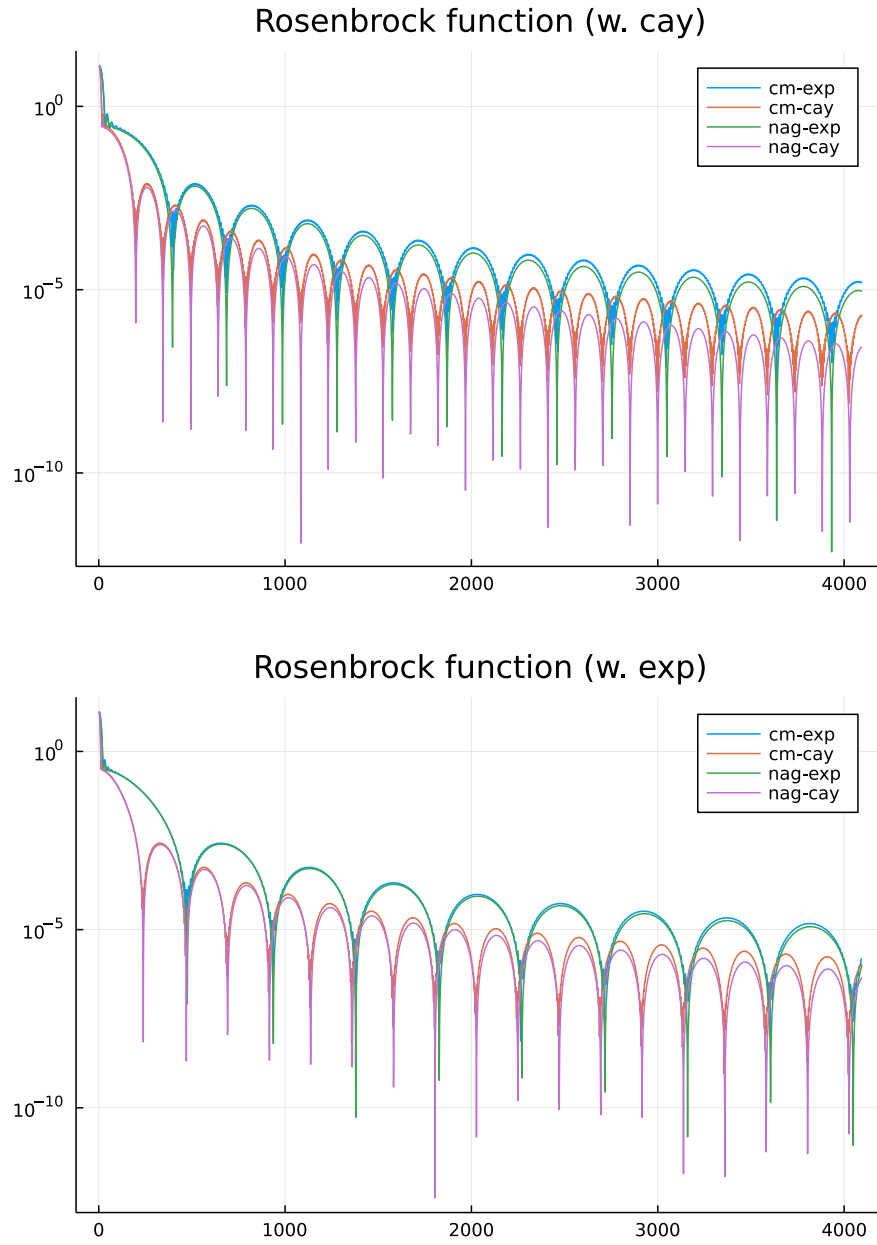 Rosenbrock function (w. cay)
cm-exp
cm-cay
nag-exp
nag-cay
10^0
10^-5
10^-10
0 1000 2000 3000 4000
Rosenbrock function (w. exp)
cm-exp
cm-cay
nag-exp
nag-cay
10^0
10^-5
10^-10
0 1000 2000 3000 4000